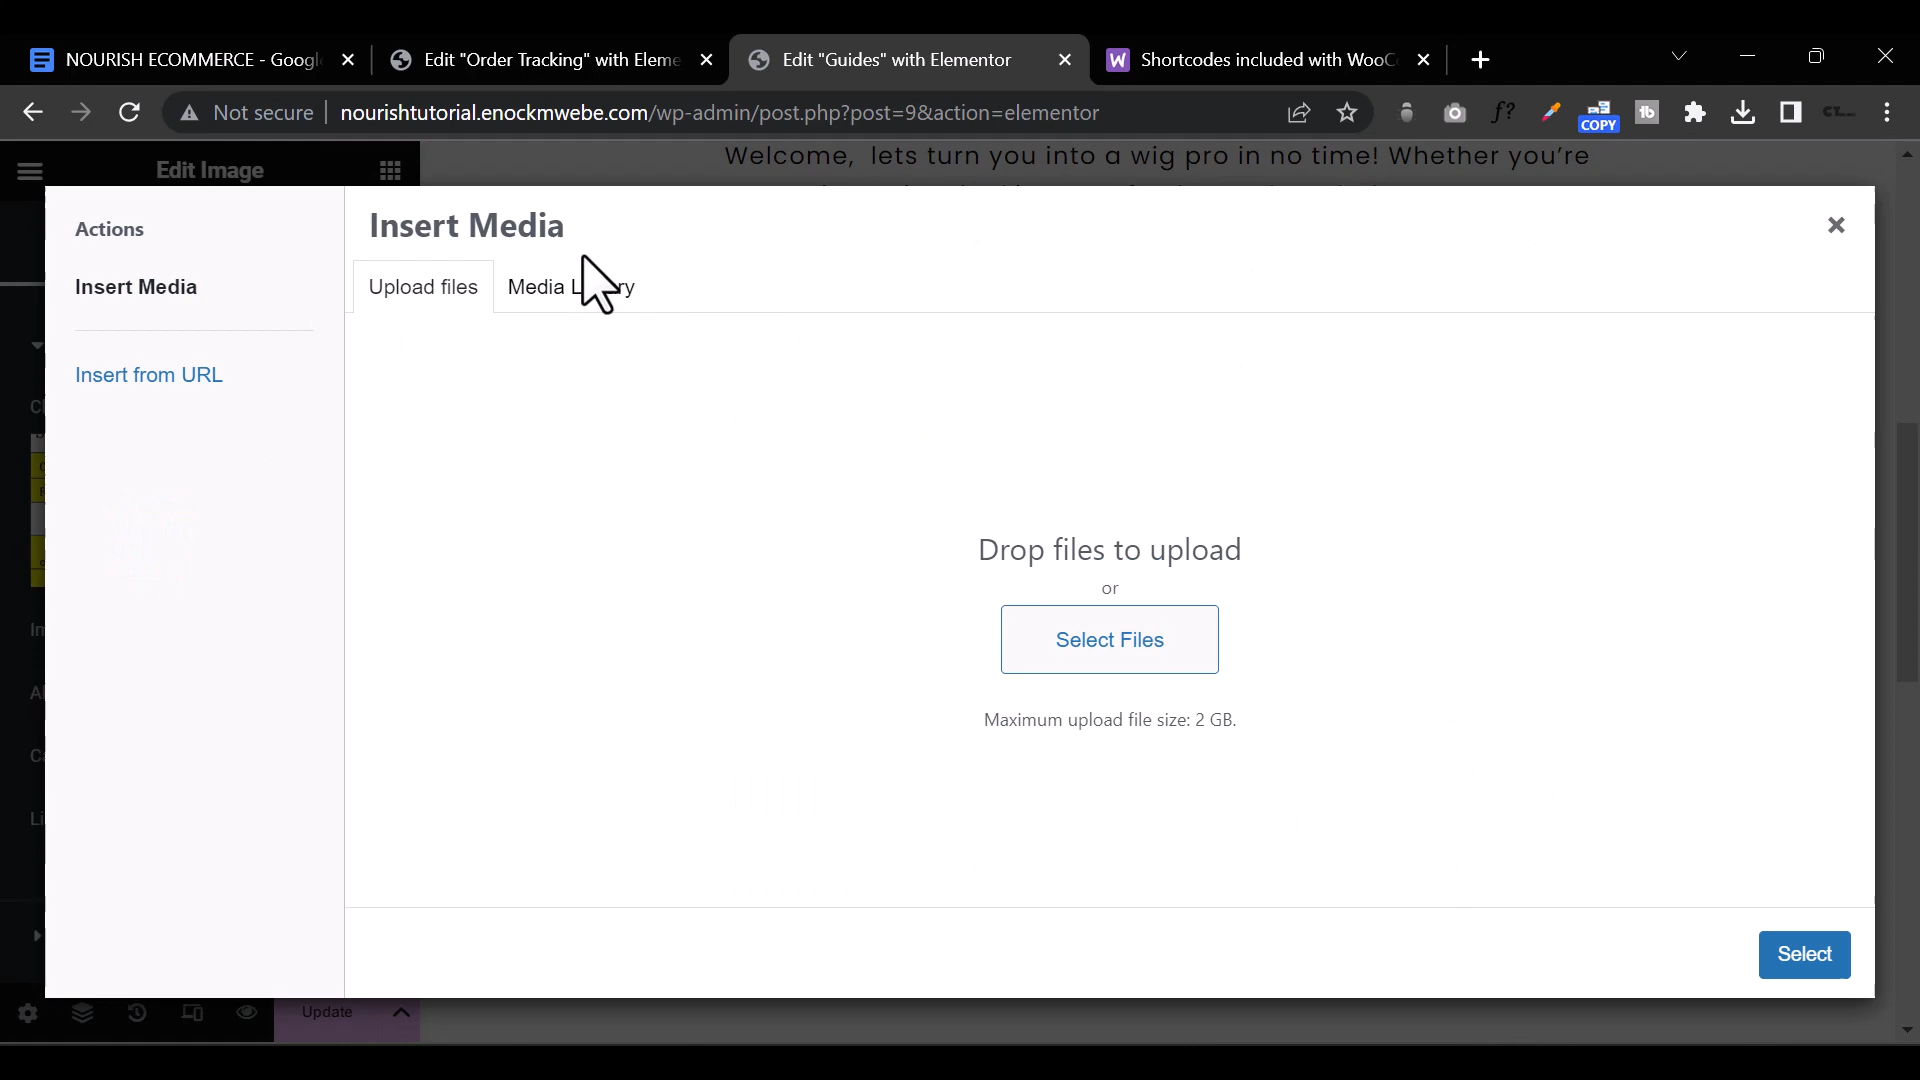 NOURISH ECOMMERCE - Googl
Edit "Order Tracking" with Eleme
Edit "Guides" with Elementor
Shortcodes included with WooC
Not secure
nourishtutorial.enockmwebe.com/wp-admin/post.php?post=9&action=elementor
f?
COPY
tb
Edit Image
Welcome, lets turn you into a wig pro in no time! Whether you're
Actions
Insert Media
Insert from URL
Insert Media
Upload files
Media
Drop files to upload
or
Select Files
Maximum upload file size: 2 GB.
Select
Update